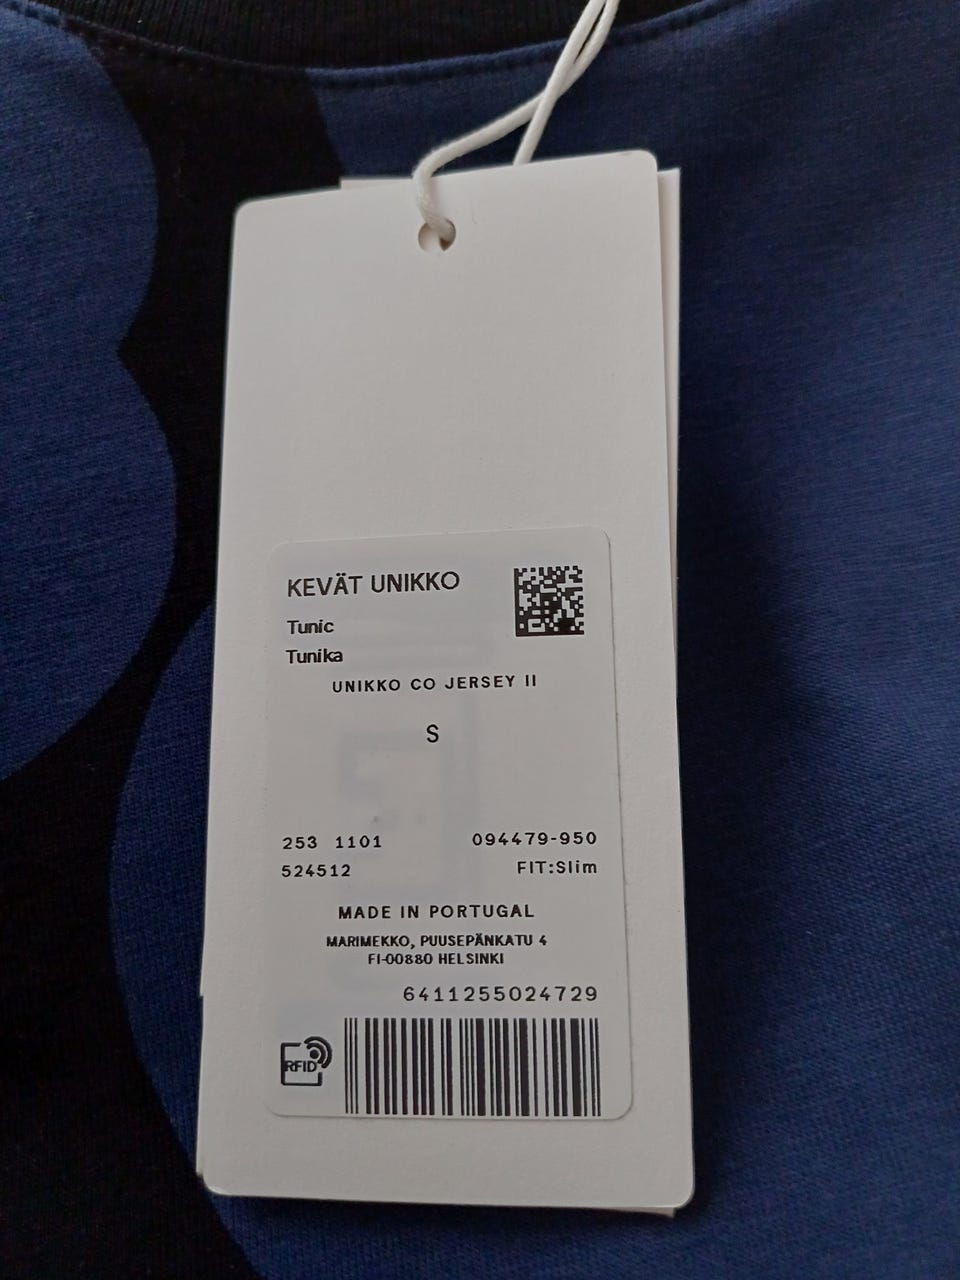 KEVÄT UNIKKO
Tunic
Tunika
UNIKKO CO JERSEY II
S
253 1101 094479-950
524512 FIT:Slim
MADE IN PORTUGAL
MARIMEKKO, PUUSEPÄNKATU 4
FI-00880 HELSINKI
6411255024729
RFID